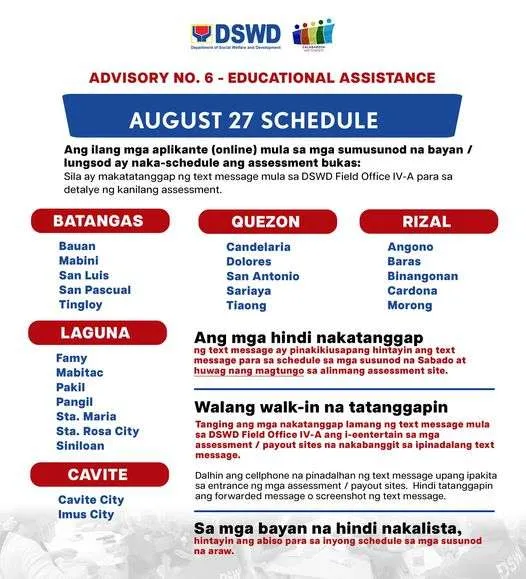 DSWD
Department of Social Welfare and Development
CALABARZON
ADVISORY NO. 6 - EDUCATIONAL ASSISTANCE
AUGUST 27 SCHEDULE
Ang ilang mga aplikante (online) mula sa mga sumusunod na bayan /
lungsod ay naka-schedule ang assessment bukas:
Sila ay makatatanggap ng text message mula sa DSWD Field Office IV-A para sa
detalye ng kanilang assessment.
BATANGAS
Bauan
Mabini
San Luis
San Pascual
Tingloy
QUEZON
Candelaria
Dolores
San Antonio
Sariaya
Tiaong
RIZAL
Angono
Baras
Binangonan
Cardona
Morong
LAGUNA
Famy
Mabitac
Pakil
Pangil
Sta. Maria
Sta. Rosa City
Siniloan
CAVITE
Cavite City
Imus City
Ang mga hindi nakatanggap
ng text message ay pinakikiusapang hintayin ang text
message para sa schedule sa mga susunod na Sabado at
huwag nang magtungo sa alinmang assessment site.
Walang walk-in na tatanggapin
Tanging ang mga nakatanggap lamang ng text message mula
sa DSWD Field Office IV-A ang i-eentertain sa mga
assessment / payout sites na nakabanggit sa ipinadalang text
message.
Dalhin ang cellphone na pinadalhan ng text message upang ipakita
sa entrance ng mga assessment / payout sites. Hindi tatanggapin
ang forwarded message o screenshot ng text message.
Sa mga bayan na hindi nakalista,
hintayin ang abiso para sa inyong schedule sa mga susunod
na araw.